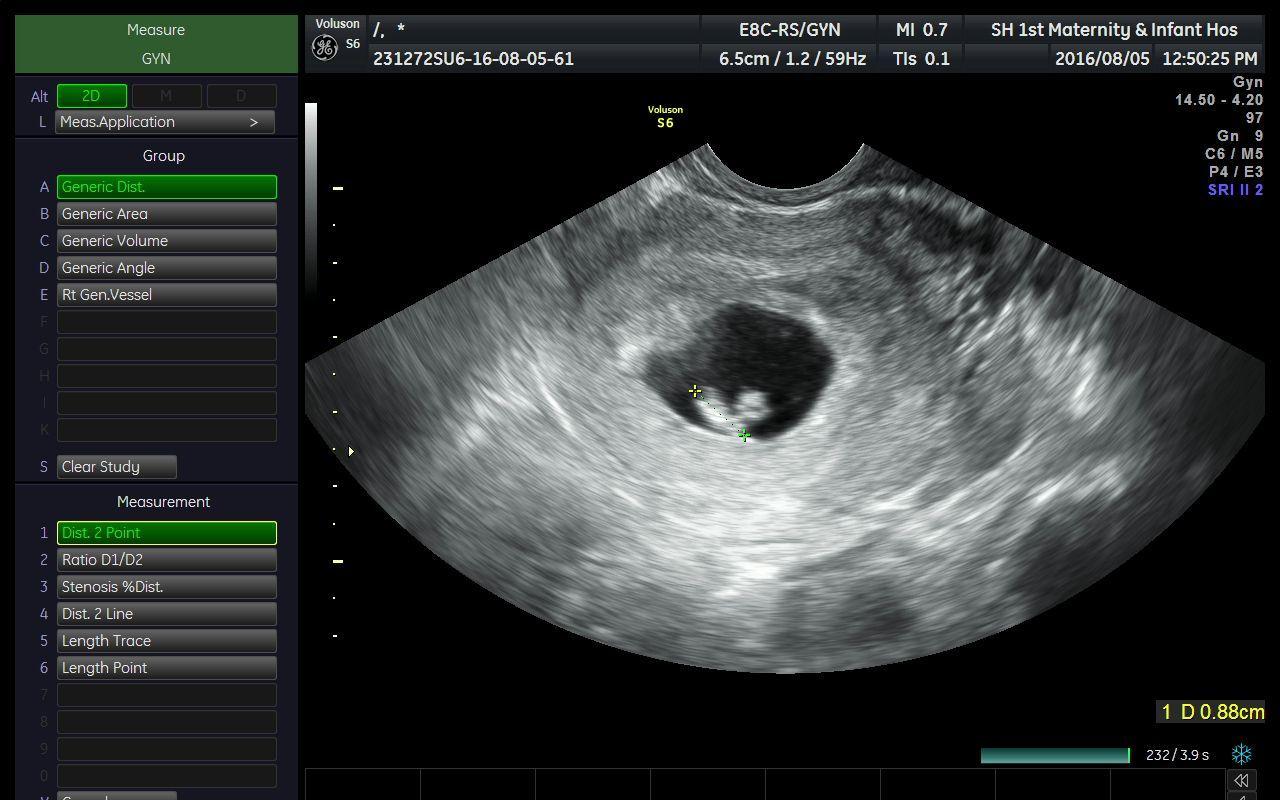 Measure
GYN
Alt 2D M D
L Meas.Application >
Group
A Generic Dist.
B Generic Area
C Generic Volume
D Generic Angle
E Rt Gen.Vessel
F
G
H
I
K
S Clear Study
Measurement
1 Dist. 2 Point
2 Ratio D1/D2
3 Stenosis %Dist.
4 Dist. 2 Line
5 Length Trace
6 Length Point
7
8
9
0
Voluson
S6
/, *
E8C-RS/GYN
MI 0.7
SH 1st Maternity & Infant Hos
231272SU6-16-08-05-61
6.5cm / 1.2 / 59Hz
TIs 0.1
2016/08/05 12:50:25 PM
Voluson
S6
Gyn
14.50 - 4.20
97
Gn 9
C6 / M5
P4 / E3
SRI II 2
1 D 0.88cm
232 / 3.9 s